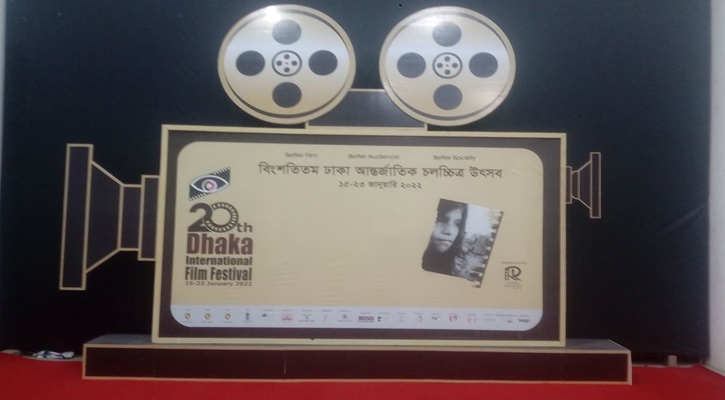 Better Film Better Audience Better Society
বিংশতিতম ঢাকা আন্তর্জাতিক চলচ্চিত্র উৎসব
১৫-২৩ জানুয়ারি ২০২২
20th
Dhaka
International
Film Festival
15-23 January 2022